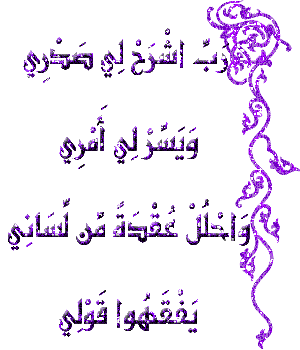 رَبِّ اشْرَحْ لِي صَدْرِي
وَيَسِّرْ لِي أَمْرِي
وَاحْلُلْ عُقْدَةً مِّن لِّسَانِي
يَفْقَهُوا قَوْلِي